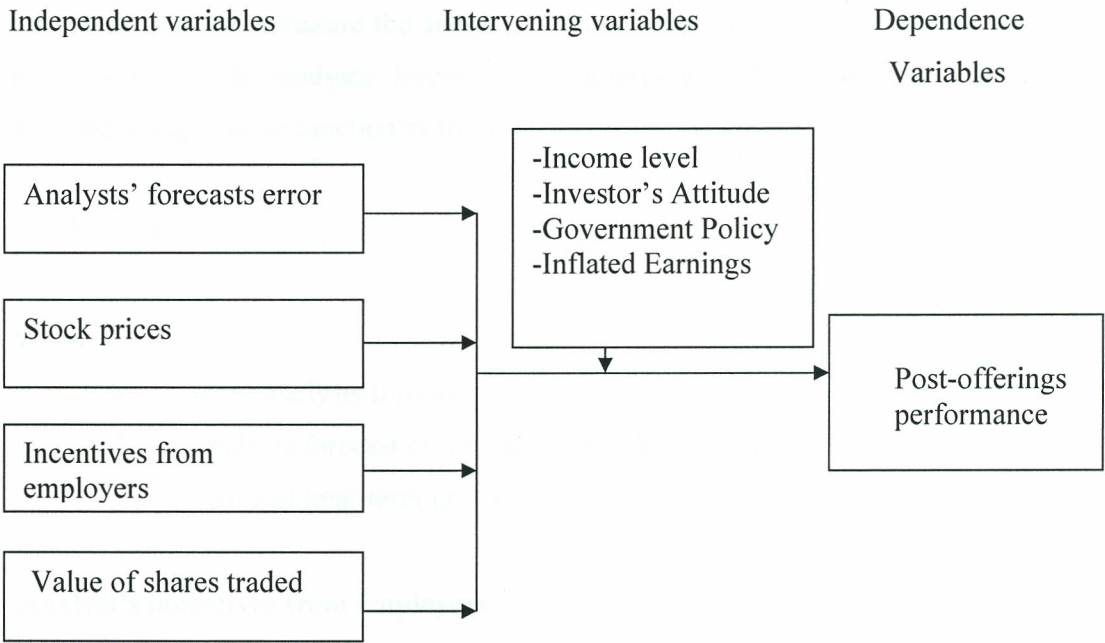 Independent variables
Intervening variables
Dependence
Variables
Analysts’ forecasts error
Stock prices
Incentives from
employers
Value of shares traded
-Income level
-Investor’s Attitude
-Government Policy
-Inflated Earnings
Post-offerings
performance